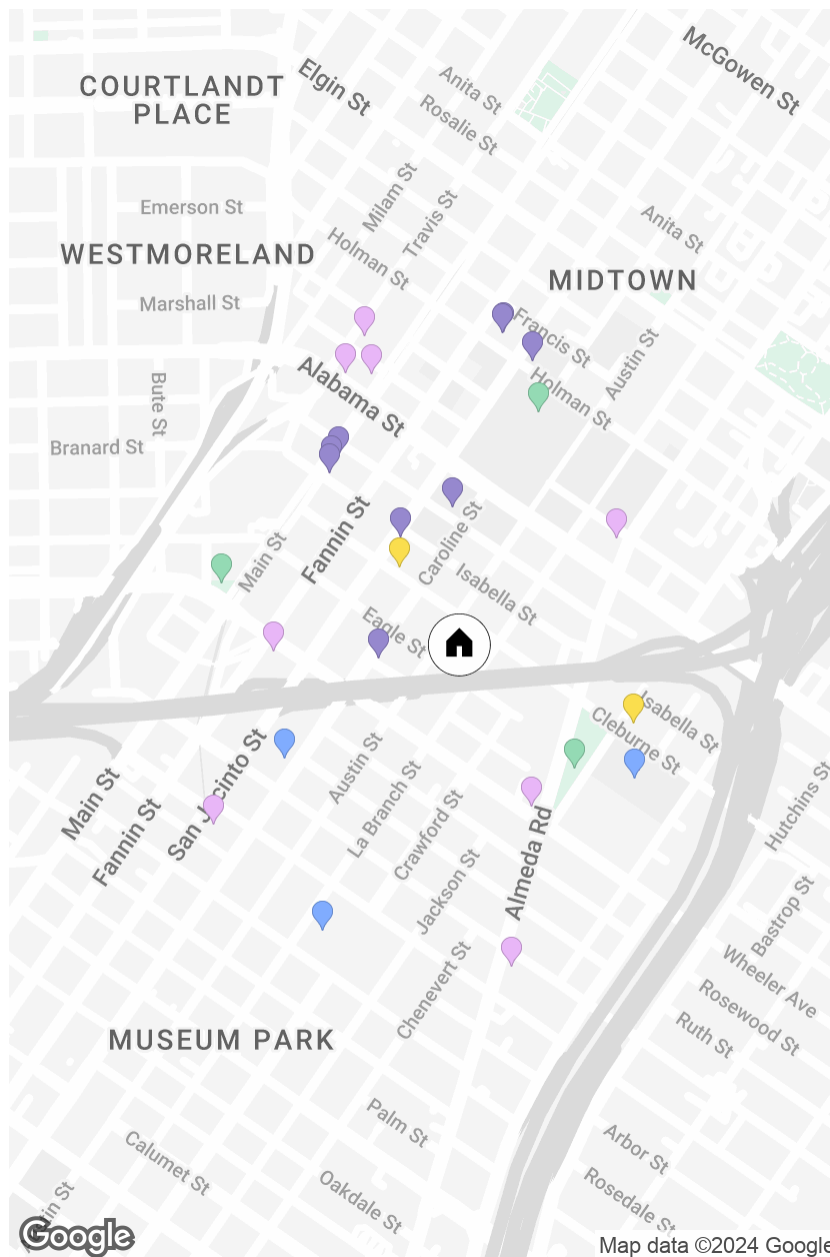 McGowen St
Elgin St
Anita St
COURTLANDT
PLACE
Rosalie St
Milam St
Emerson St
Travis St
Anita St
Holman St
WESTMORELAND
MIDTOWN
Marshall St
Francis St
Austin St
Alabama St
Holman St
Bute St
Branard St
Fannin St
Caroline St
Main St
Isabella St
Eagle St
Isabella St
Cleburne St
Austin St
San Jacinto St
Main St
La Branch St
Hutchins St
Crawford St
Fannin St
Almeda Rd
Jackson St
Bastrop St
Chenevert St
Wheeler Ave
Rosewood St
Ruth St
MUSEUM PARK
Palm St
Arbor St
Calumet St
Oakdale St
Rosedale St
Google
Map data ©2024 Google